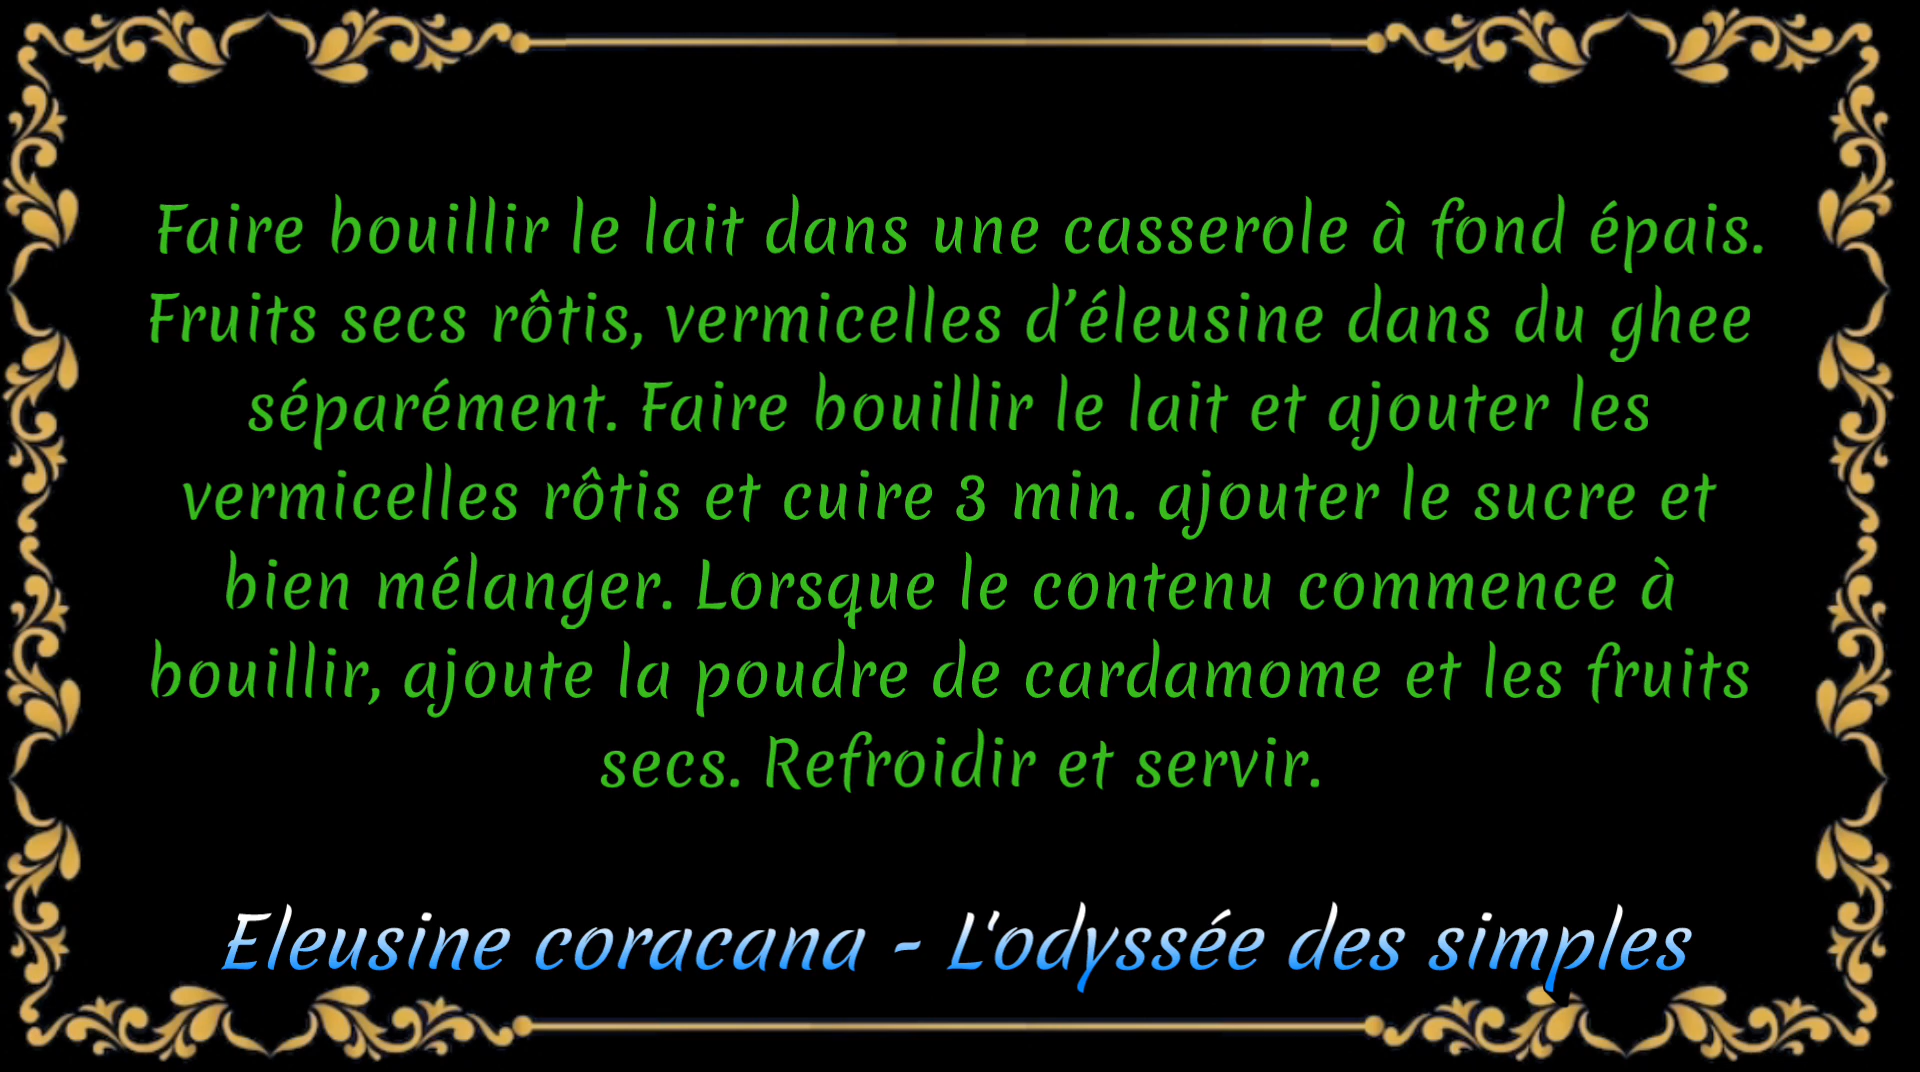 Faire bouillir le lait dans une casserole à fond épais.
Fruits secs rôtis, vermicelles d’éleusine dans du ghee
séparément. Faire bouillir le lait et ajouter les
vermicelles rôtis et cuire 3 min. ajouter le sucre et
bien mélanger. Lorsque le contenu commence à
bouillir, ajoute la poudre de cardamome et les fruits
secs. Refroidir et servir.
Eleusine coracana - L'odyssée des simples